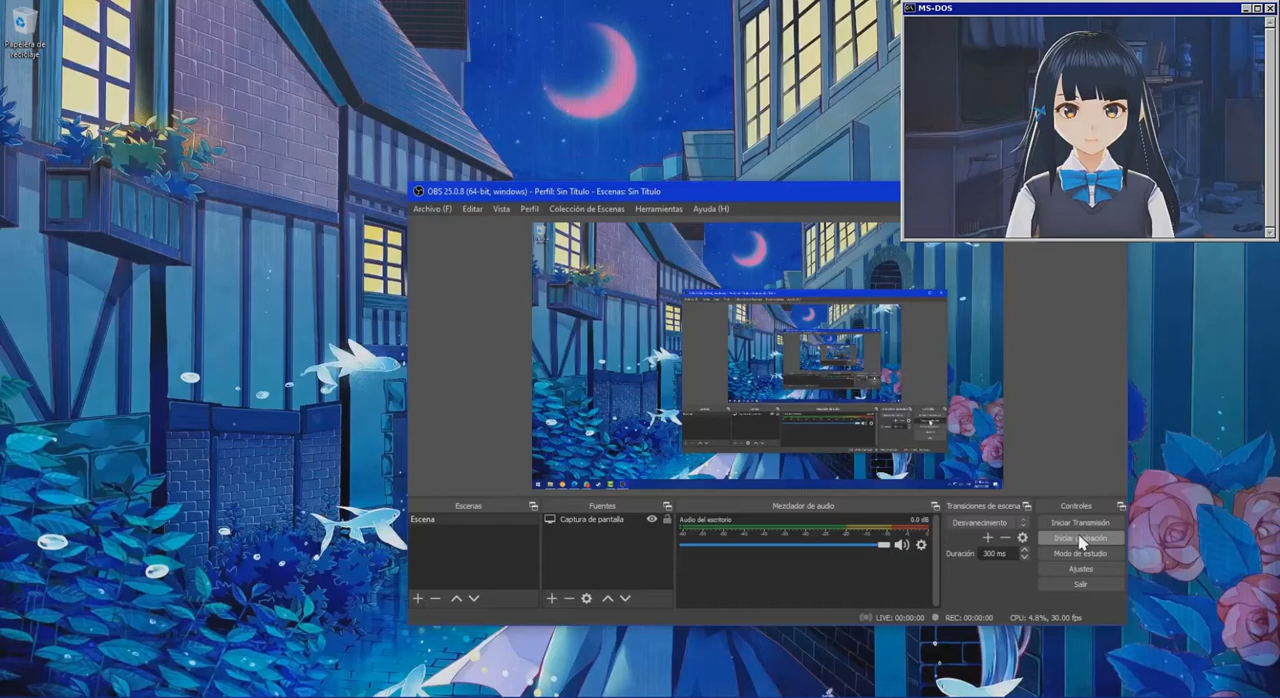 MS-DOS
Papelera de
reciclaje
OBS 25.0.8 (64-bit, windows) - Perfil: Sin Título - Escenas: Sin Título
Archivo (F) Editar Vista Perfil Colección de Escenas Herramientas Ayuda (H)
Escenas Fuentes Mezclador de audio Transiciones de escena Controles
Escena
Captura de pantalla
Audio del escritorio 0.0 dB
Desvanecimiento
Duración 300 ms
Iniciar Transmisión
Iniciar
Modo de estudio
Ajustes
Salir
LIVE: 00:00:00 REC: 00:00:00 CPU: 4.8%, 30.00 fps